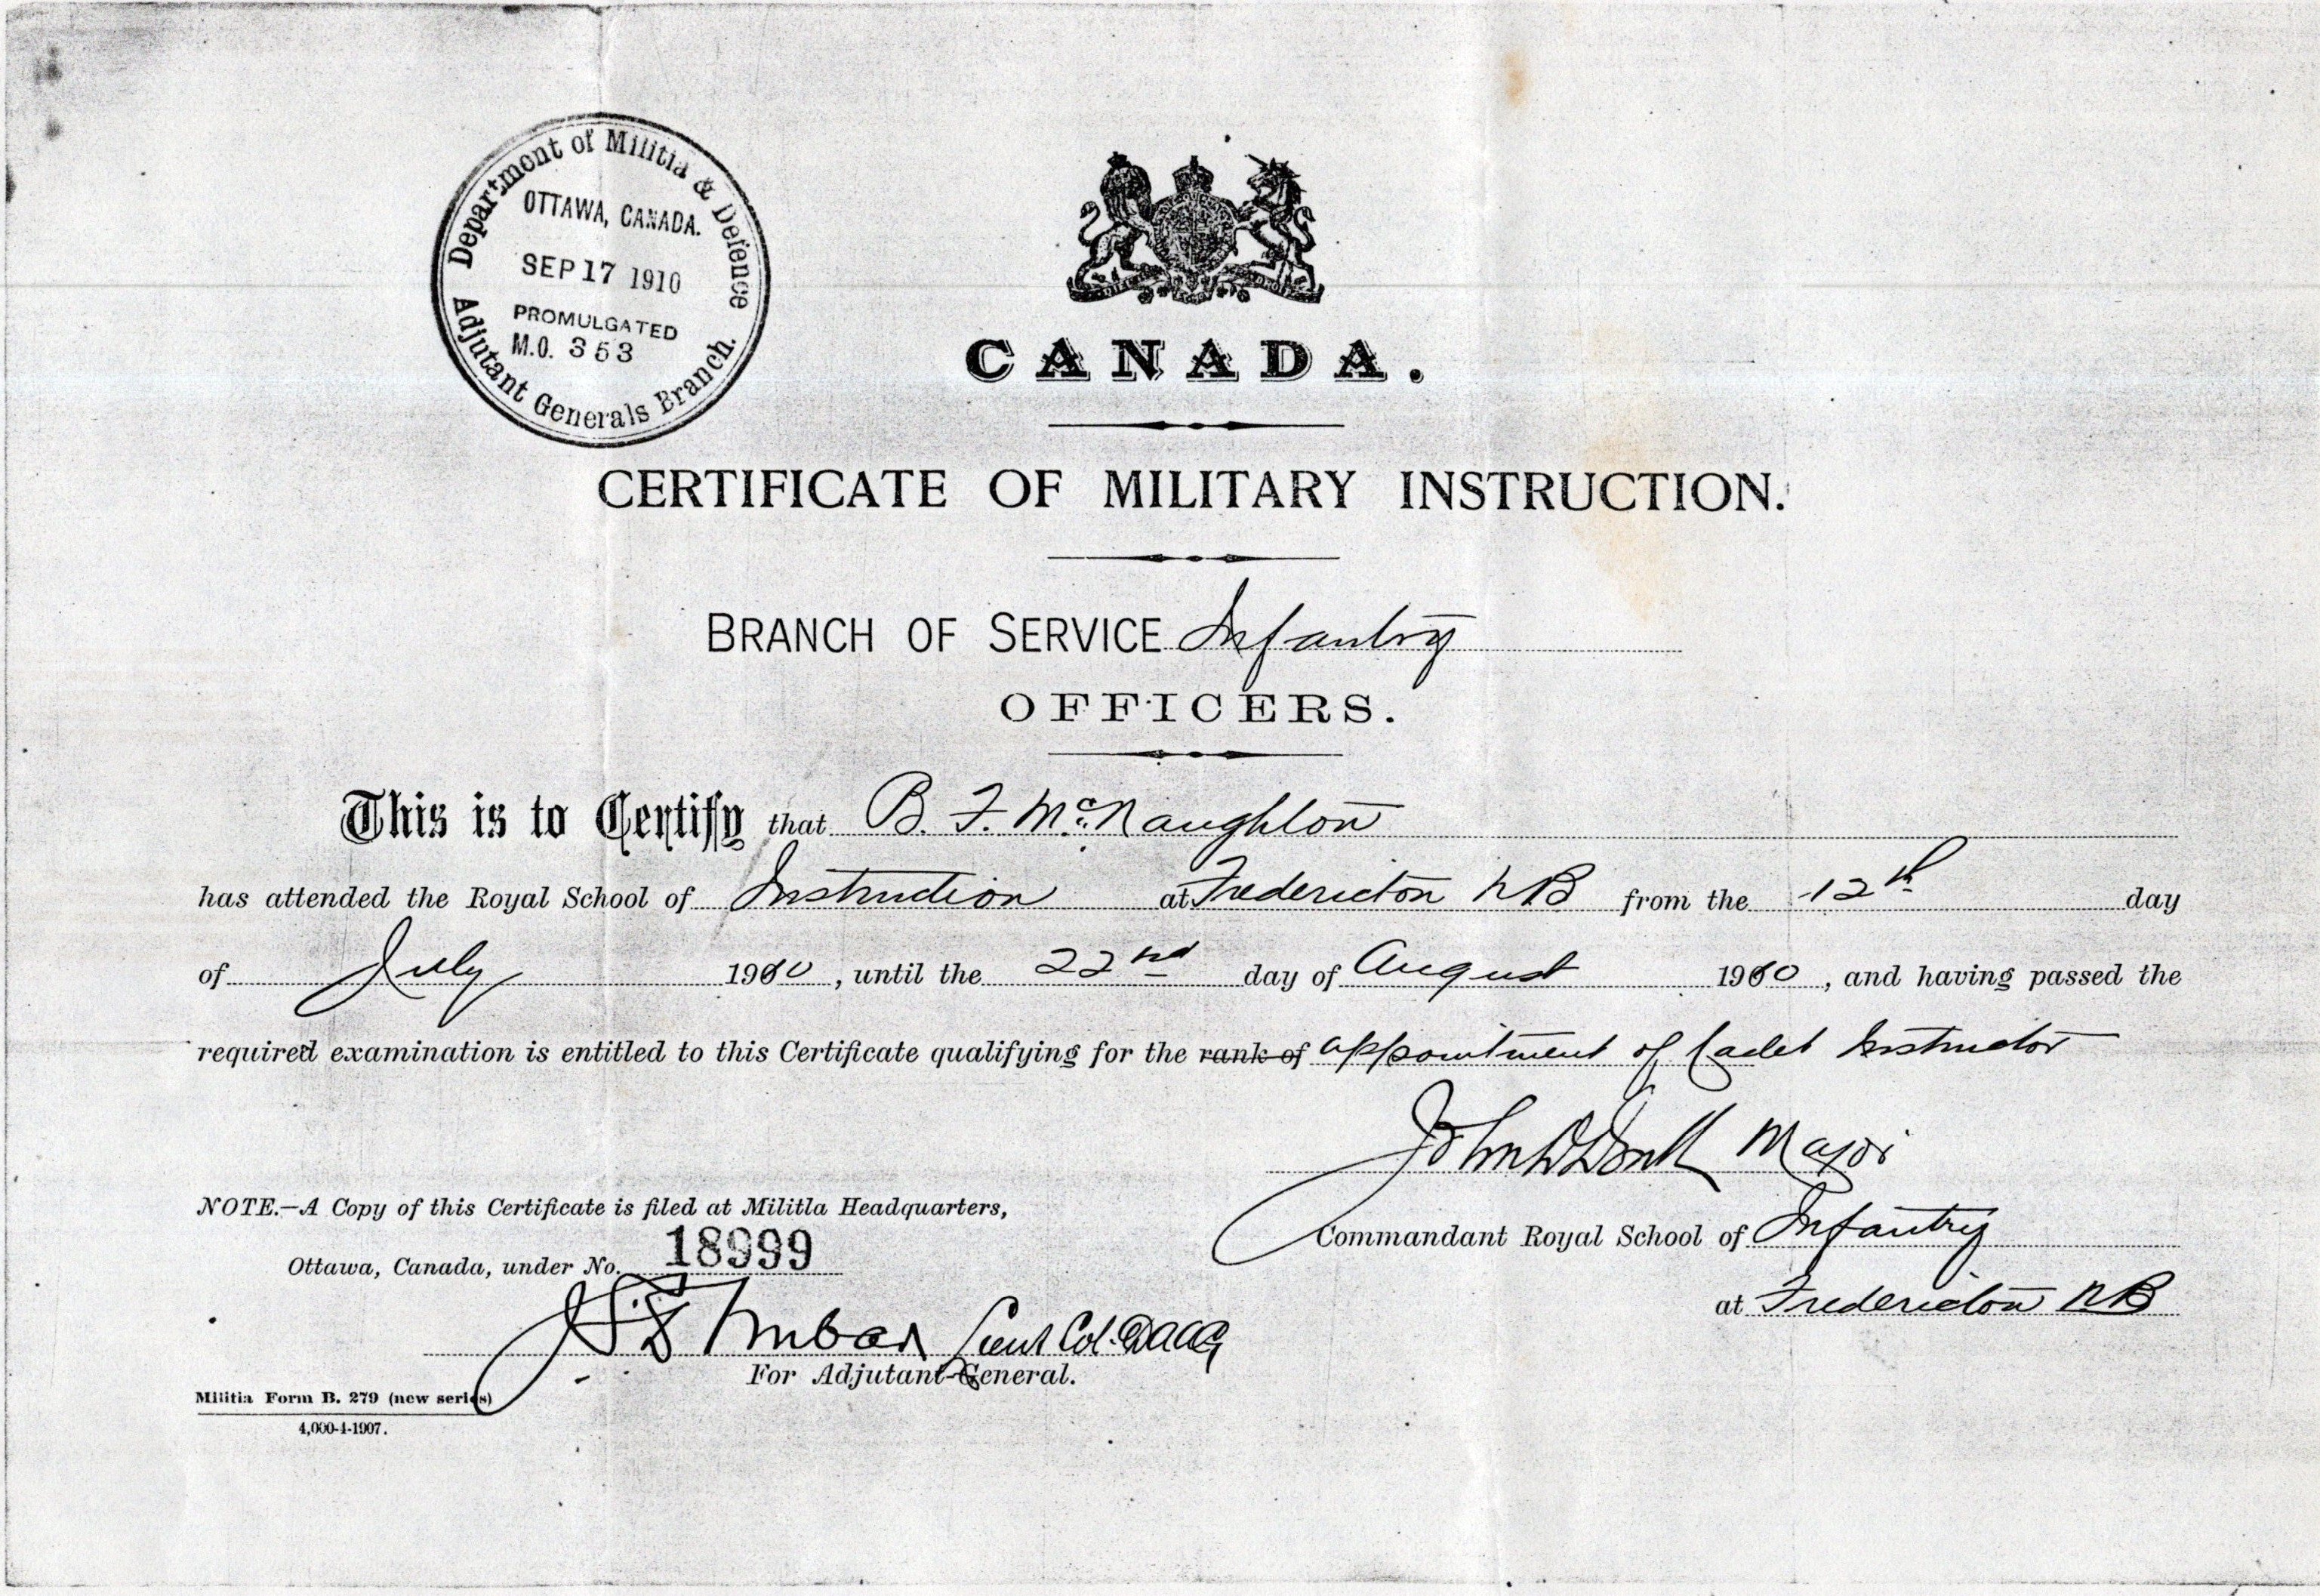 Department of Militia & Defence
OTTAWA, CANADA.
SEP 17 1910
PROMULGATED
M.O. 353
Adjutant Generals Branch.
CANADA.
CERTIFICATE OF MILITARY INSTRUCTION.
BRANCH OF SERVICE Infantry
OFFICERS.
This is to Certify that B. F. McNaughton
has attended the Royal School of Instruction at Fredericton NB from the 12th day
of July 1910, until the 22nd day of August 1910, and having passed the
required examination is entitled to this Certificate qualifying for the rank of appointment of Cadet Instructor
Major
NOTE.—A Copy of this Certificate is filed at Militia Headquarters,
Commandant Royal School of Infantry
Ottawa, Canada, under No. 18999
at Fredericton NB
Lieut Col. DAAG
For Adjutant-General.
Militia Form B. 279 (new series)
4,000-4-1907.